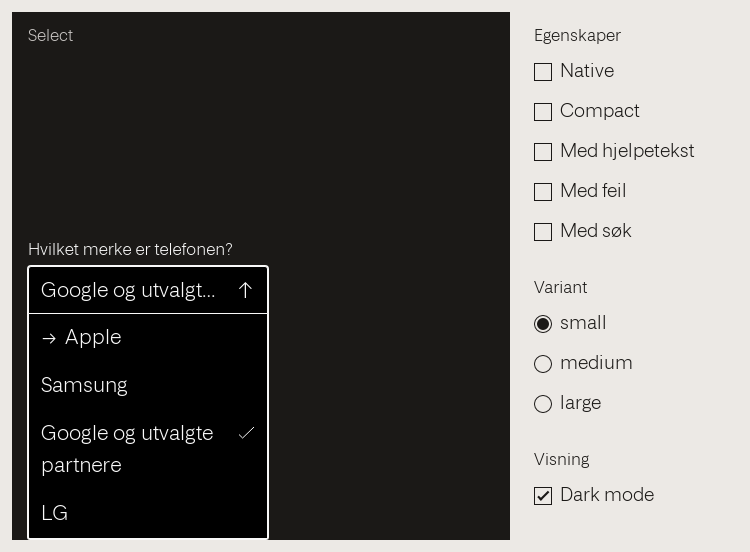 Select
Hvilket merke er telefonen?
Google og utvalgt...
Apple
Samsung
Google og utvalgte
partnere
LG
Egenskaper
Native
Compact
Med hjelpetekst
Med feil
Med søk
Variant
small
medium
large
Visning
Dark mode